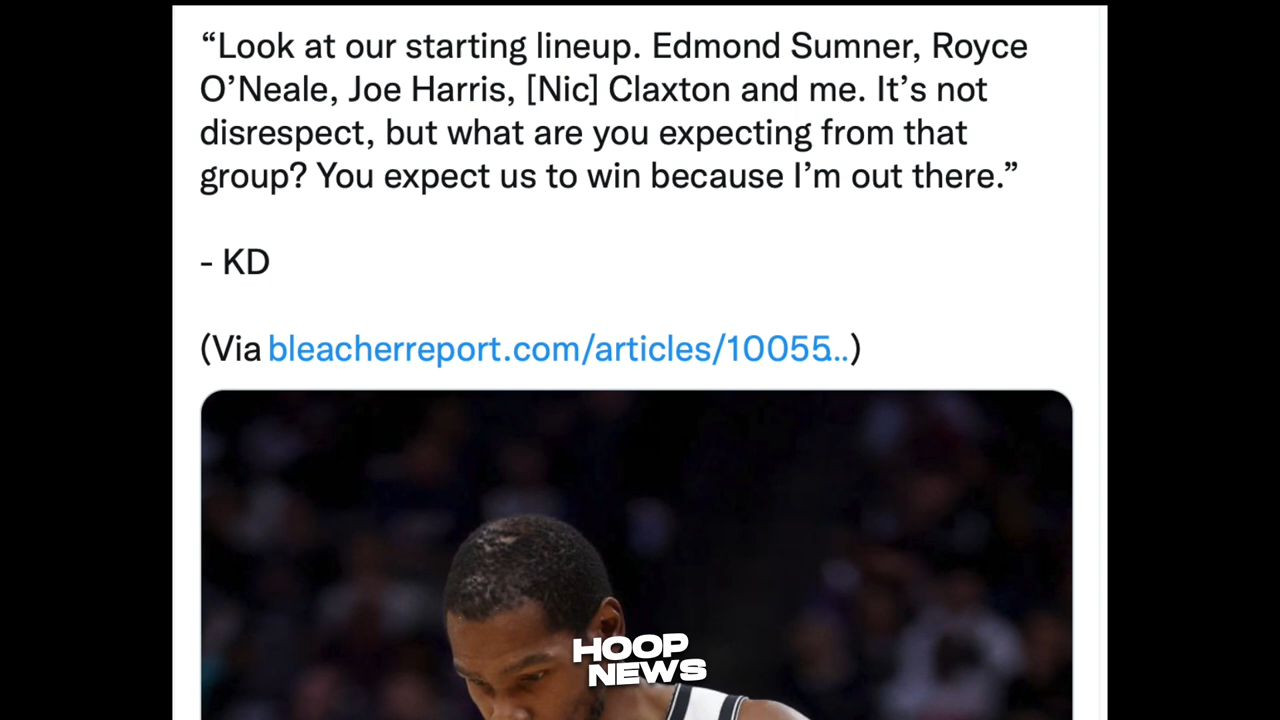 “Look at our starting lineup. Edmond Sumner, Royce
O’Neale, Joe Harris, [Nic] Claxton and me. It’s not
disrespect, but what are you expecting from that
group? You expect us to win because I’m out there.”
- KD
(Via bleacherreport.com/articles/10055…)
HOOP
NEWS